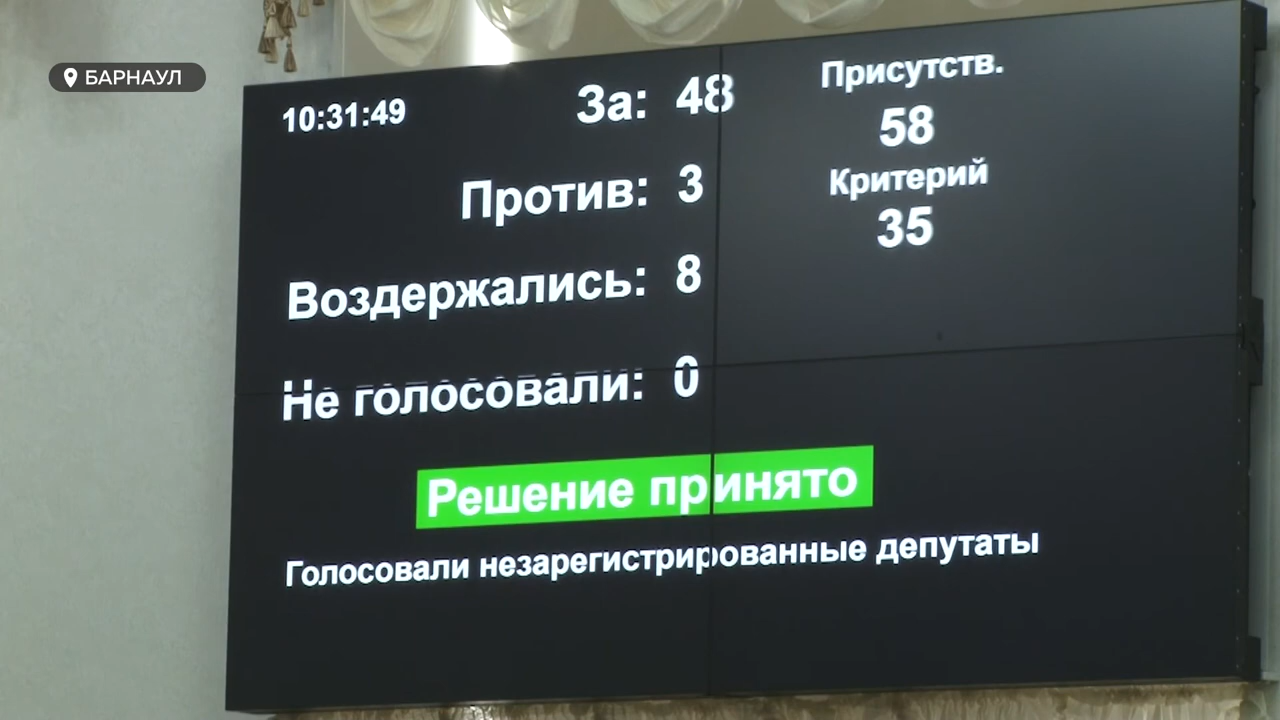 БАРНАУЛ
10:31:49
За: 48
Против: 3
Воздержались: 8
Не голосовали: 0
Присутств.
58
Критерий
35
Решение принято
Голосовали незарегистрированные депутаты